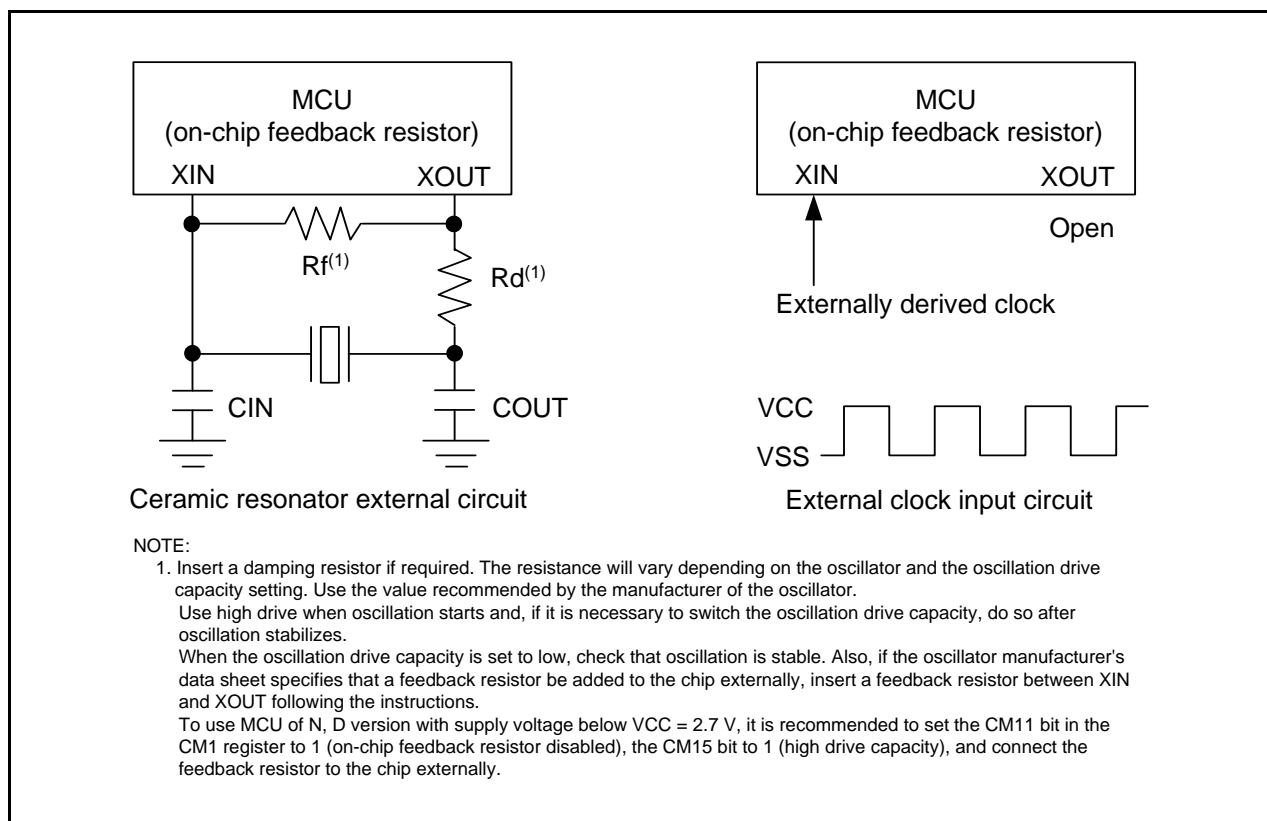 MCU
(on-chip feedback resistor)
XIN
XOUT
Rf(1)
Rd(1)
CIN
COUT
Ceramic resonator external circuit
MCU
(on-chip feedback resistor)
XIN
XOUT
Open
Externally derived clock
VCC
VSS
External clock input circuit
NOTE:
1. Insert a damping resistor if required. The resistance will vary depending on the oscillator and the oscillation drive
capacity setting. Use the value recommended by the manufacturer of the oscillator.
Use high drive when oscillation starts and, if it is necessary to switch the oscillation drive capacity, do so after
oscillation stabilizes.
When the oscillation drive capacity is set to low, check that oscillation is stable. Also, if the oscillator manufacturer's
data sheet specifies that a feedback resistor be added to the chip externally, insert a feedback resistor between XIN
and XOUT following the instructions.
To use MCU of N, D version with supply voltage below VCC = 2.7 V, it is recommended to set the CM11 bit in the
CM1 register to 1 (on-chip feedback resistor disabled), the CM15 bit to 1 (high drive capacity), and connect the
feedback resistor to the chip externally.